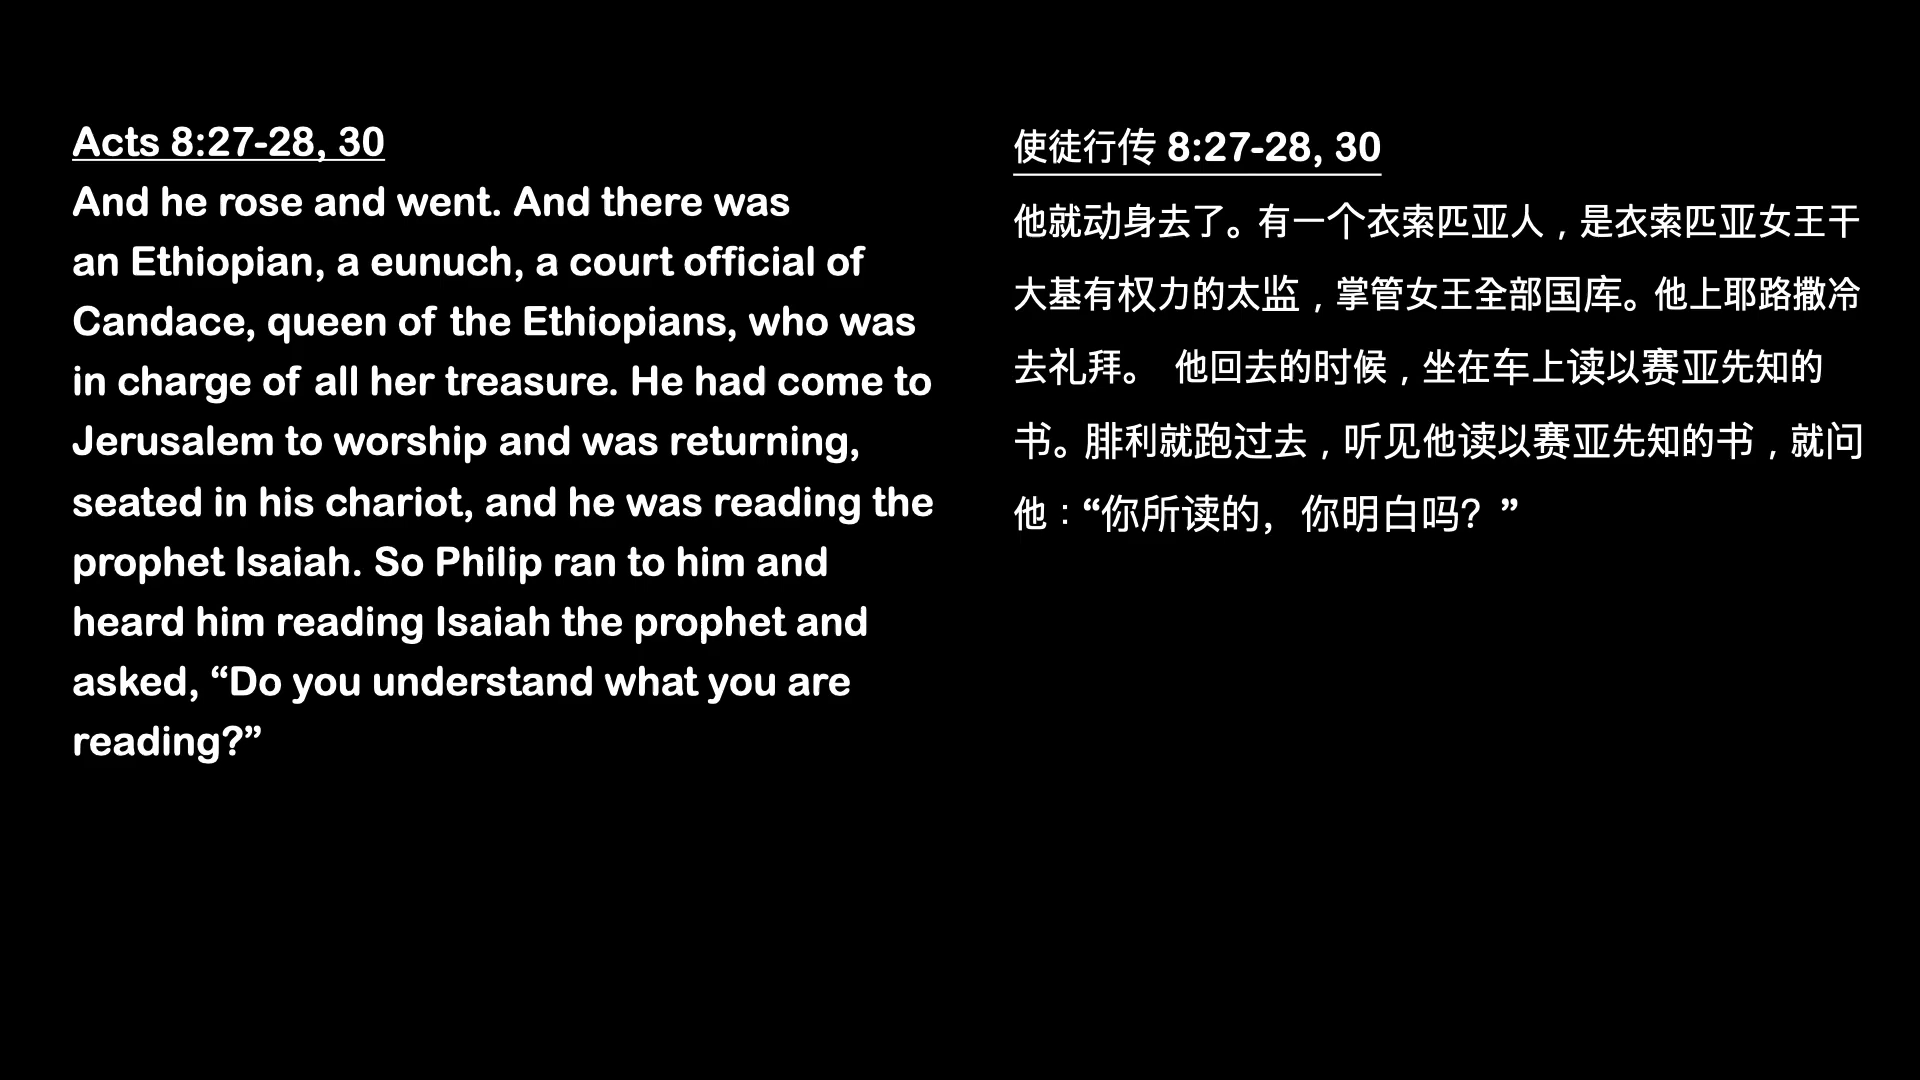 Acts 8:27-28, 30
And he rose and went. And there was
an Ethiopian, a eunuch, a court official of
Candace, queen of the Ethiopians, who was
in charge of all her treasure. He had come to
Jerusalem to worship and was returning,
seated in his chariot, and he was reading the
prophet Isaiah. So Philip ran to him and
heard him reading Isaiah the prophet and
asked, “Do you understand what you are
reading?”
使徒行传 8:27-28, 30
他就动身去了。有一个衣索匹亚人，是衣索匹亚女王干
大基有权力的太监，掌管女王全部国库。他上耶路撒冷
去礼拜。 他回去的时候，坐在车上读以赛亚先知的
书。腓利就跑过去，听见他读以赛亚先知的书，就问
他：“你所读的，你明白吗？”